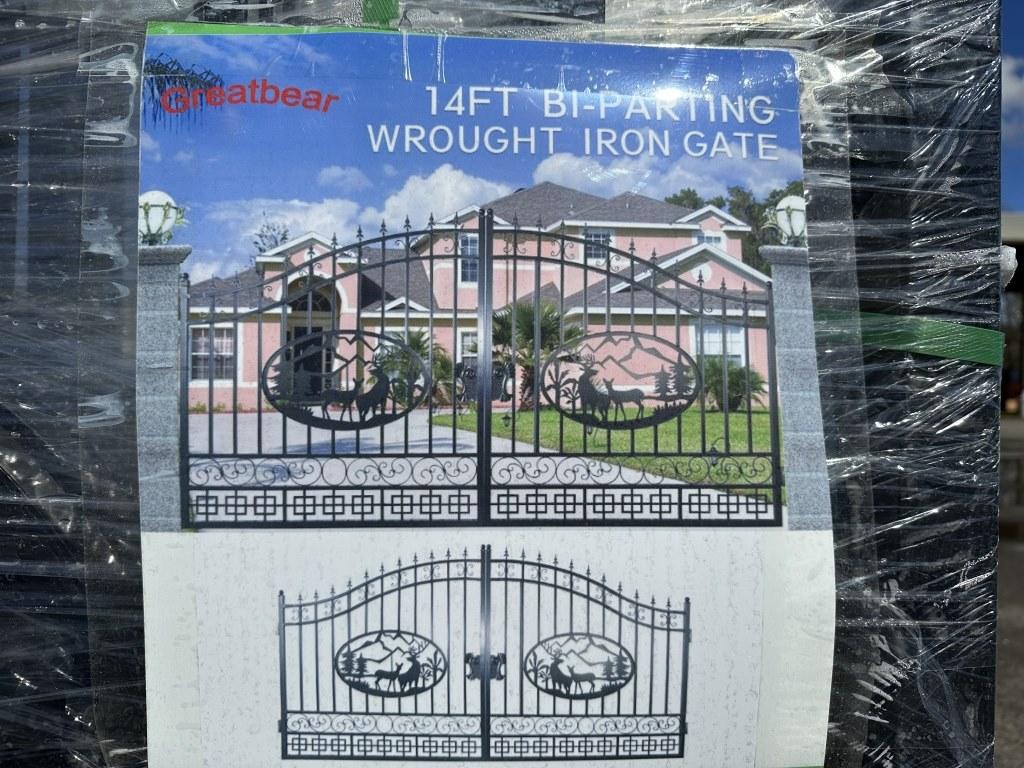 Greatbear
14FT BI-PARTING
WROUGHT IRON GATE